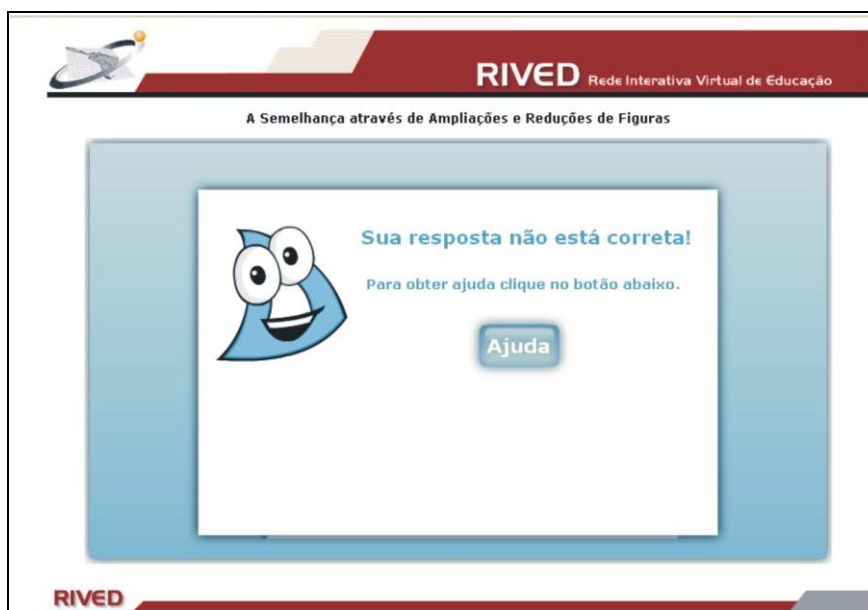 RIVED Rede Interativa Virtual de Educação
A Semelhança através de Ampliações e Reduções de Figuras
Sua resposta não está correta!
Para obter ajuda clique no botão abaixo.
Ajuda
RIVED